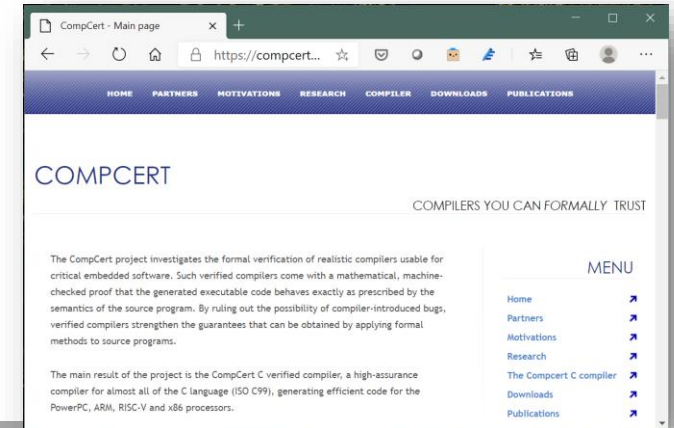 CompCert - Main page
https://compcert...
HOME PARTNERS MOTIVATIONS RESEARCH COMPILER DOWNLOADS PUBLICATIONS
COMPCERT
COMPILERS YOU CAN FORMALLY TRUST
The CompCert project investigates the formal verification of realistic compilers usable for
critical embedded software. Such verified compilers come with a mathematical, machine-
checked proof that the generated executable code behaves exactly as prescribed by the
semantics of the source program. By ruling out the possibility of compiler-introduced bugs,
verified compilers strengthen the guarantees that can be obtained by applying formal
methods to source programs.
The main result of the project is the CompCert C verified compiler, a high-assurance
compiler for almost all of the C language (ISO C99), generating efficient code for the
PowerPC, ARM, RISC-V and x86 processors.
MENU
Home
Partners
Motivations
Research
The Compcert C compiler
Downloads
Publications